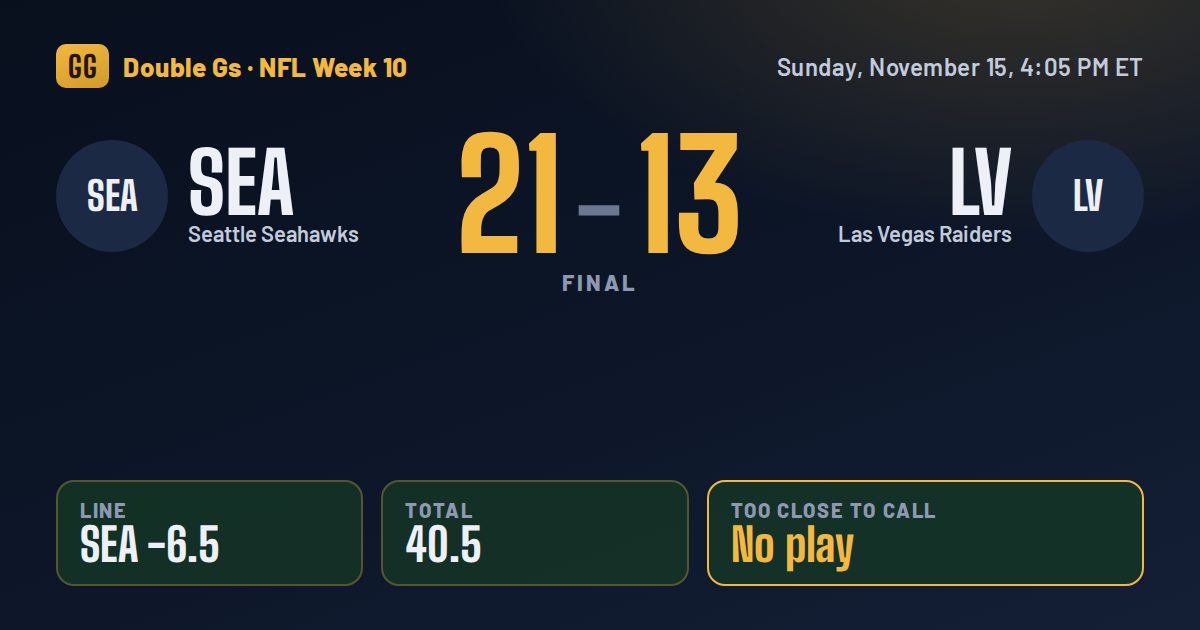 GG Double Gs · NFL Week 10
Sunday, November 15, 4:05 PM ET
SEA
SEA
Seattle Seahawks
21 – 13
FINAL
LV
Las Vegas Raiders
LV
LINE
SEA −6.5
TOTAL
40.5
TOO CLOSE TO CALL
No play